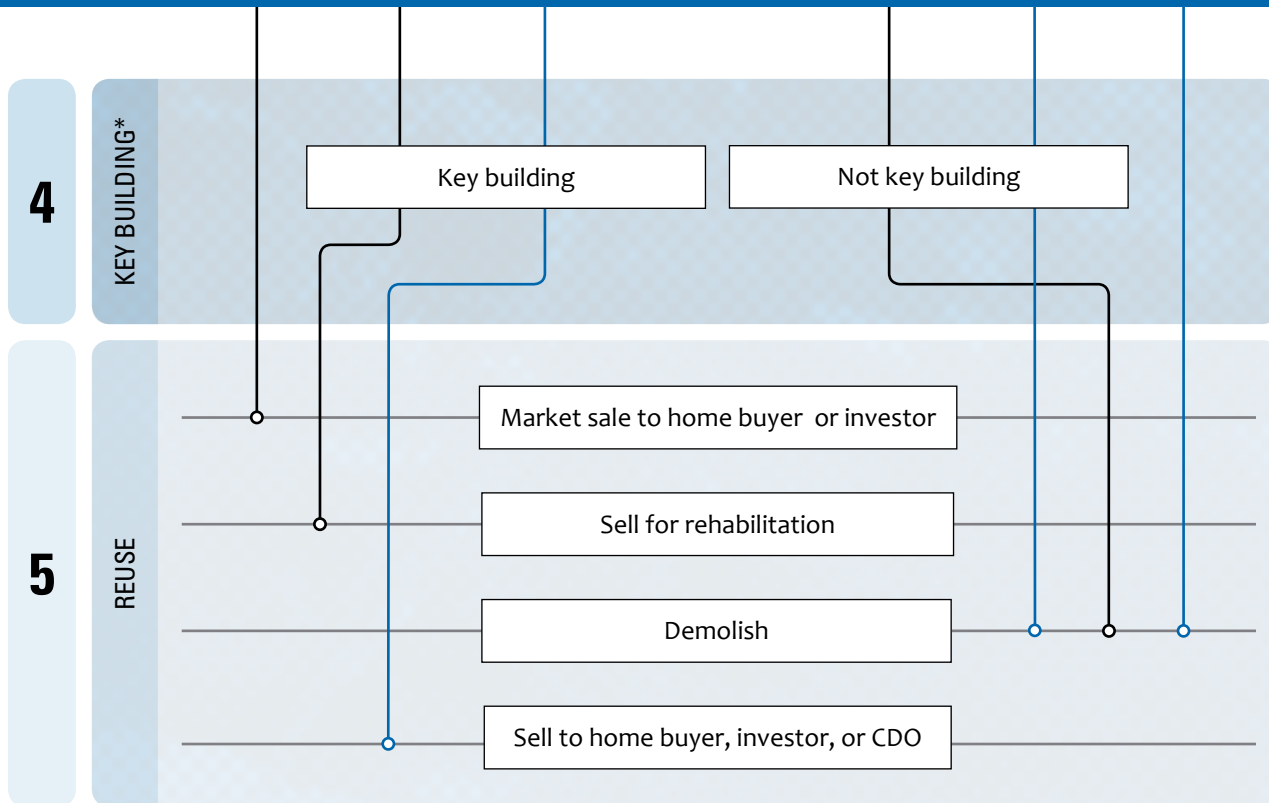 4
KEY BUILDING*
Key building
Not key building
5
REUSE
Market sale to home buyer or investor
Sell for rehabilitation
Demolish
Sell to home buyer, investor, or CDO